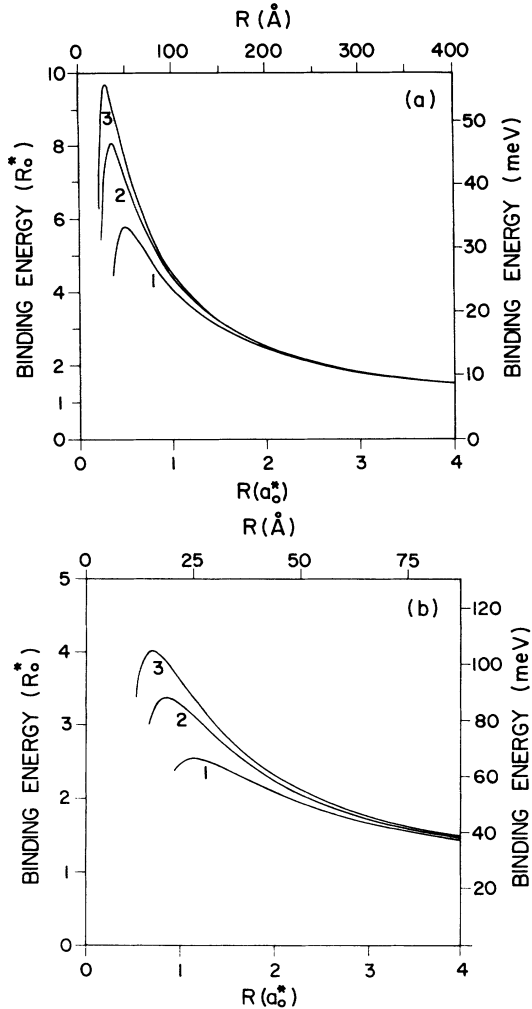 R (Å)
0 100 200 300 400
(a)
10
8
6
4
2
1
0
BINDING ENERGY (R₀*)
50
40
30
20
10
0
BINDING ENERGY (meV)
3
2
1
0 1 2 3 4
R(a₀*)
R(Å)
0 25 50 75
(b)
5
4
3
2
1
0
BINDING ENERGY (R₀*)
120
100
80
60
40
20
BINDING ENERGY (meV)
3
2
1
0 1 2 3 4
R(a₀*)